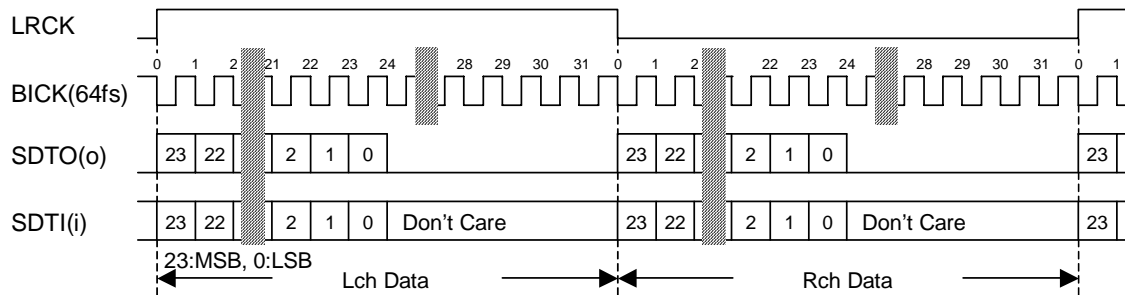 LRCK
0 1 2 21 22 23 24 28 29 30 31 0 1 2 22 23 24 28 29 30 31 0 1
BICK(64fs)
SDTO(o) 23 22 2 1 0 23 22 2 1 0 23
SDTI(i) 23 22 2 1 0 Don't Care 23 22 2 1 0 Don't Care 23
23:MSB, 0:LSB
Lch Data Rch Data